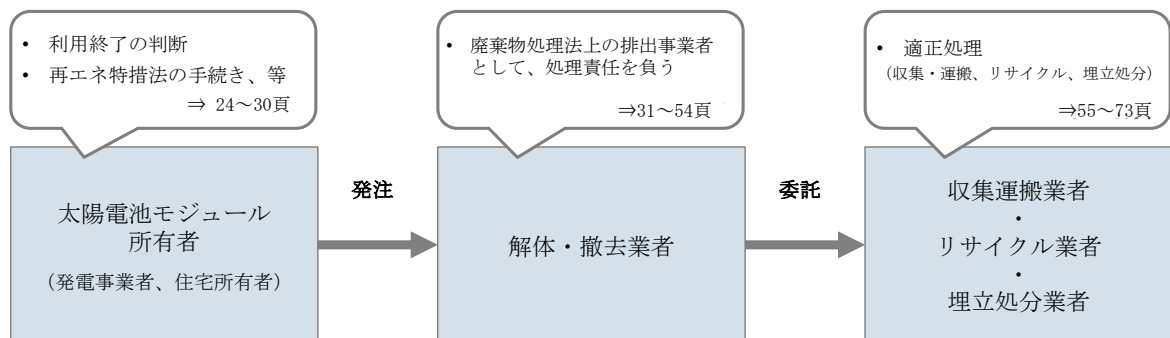 • 利用終了の判断
• 再エネ特措法の手続き、等
⇒ 24～30頁
• 廃棄物処理法上の排出事業者
として、処理責任を負う
⇒31～54頁
• 適正処理
（収集・運搬、リサイクル、埋立処分）
⇒55～73頁
太陽電池モジュール
所有者
（発電事業者、住宅所有者）
発注
解体・撤去業者
委託
収集運搬業者
・
リサイクル業者
・
埋立処分業者